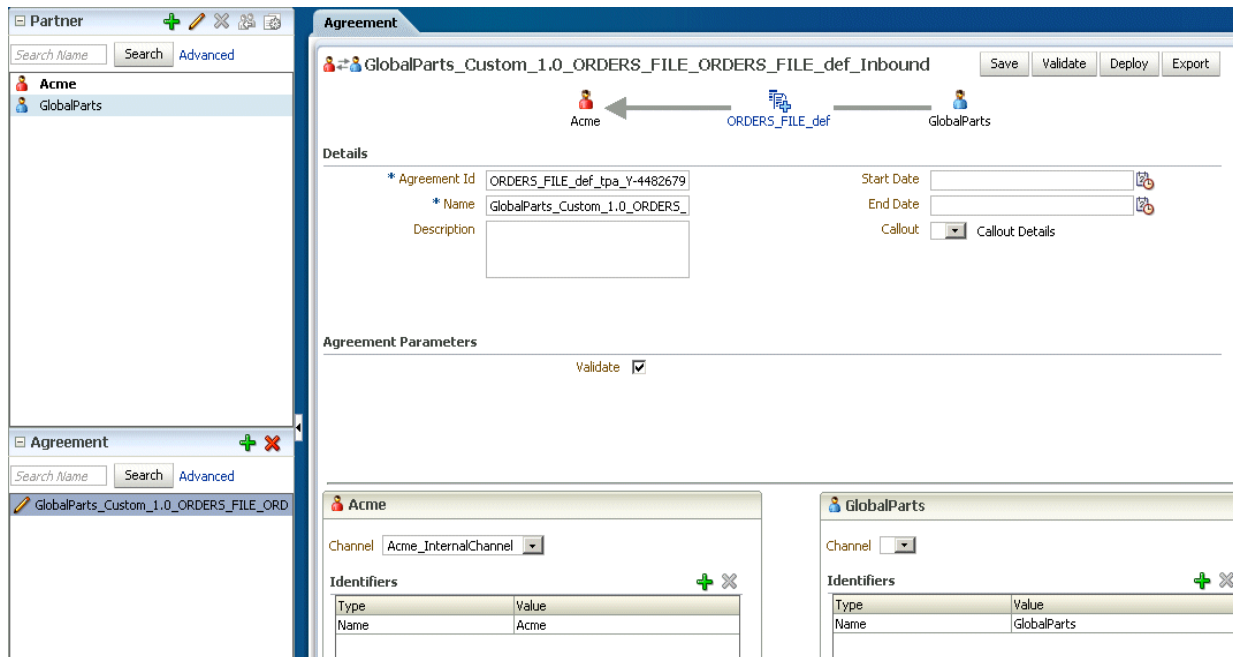 Partner
Search Name Search Advanced
Acme
GlobalParts
Agreement
Search Name Search Advanced
GlobalParts_Custom_1.0_ORDERS_FILE_ORD
Agreement
GlobalParts_Custom_1.0_ORDERS_FILE_ORDERS_FILE_def_Inbound Save Validate Deploy Export
Acme ORDERS_FILE_def GlobalParts
Details
* Agreement Id ORDERS_FILE_def_tpa_Y-4482679 Start Date
* Name GlobalParts_Custom_1.0_ORDERS_ End Date
Description Callout Callout Details
Agreement Parameters
Validate
Acme
Channel Acme_InternalChannel
Identifiers
Type Value
Name Acme
GlobalParts
Channel
Identifiers
Type Value
Name GlobalParts